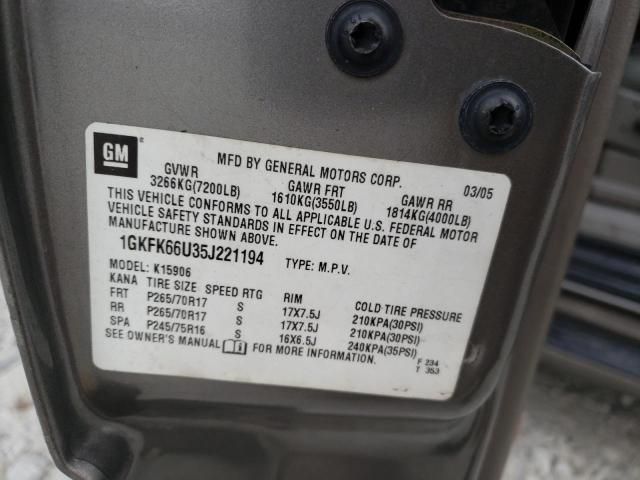 GM
MFD BY GENERAL MOTORS CORP. 03/05
GVWR GAWR FRT GAWR RR
3266KG(7200LB) 1610KG(3550LB) 1814KG(4000LB)
THIS VEHICLE CONFORMS TO ALL APPLICABLE U.S. FEDERAL MOTOR
VEHICLE SAFETY STANDARDS IN EFFECT ON THE DATE OF
MANUFACTURE SHOWN ABOVE.
1GKFK66U35J221194 TYPE: M.P.V.
MODEL: K15906
KANA TIRE SIZE SPEED RTG RIM COLD TIRE PRESSURE
FRT P265/70R17 S 17X7.5J 210KPA(30PSI)
RR P265/70R17 S 17X7.5J 210KPA(30PSI)
SPA P245/75R16 S 16X6.5J 240KPA(35PSI)
SEE OWNER'S MANUAL FOR MORE INFORMATION.
F 234
T 353